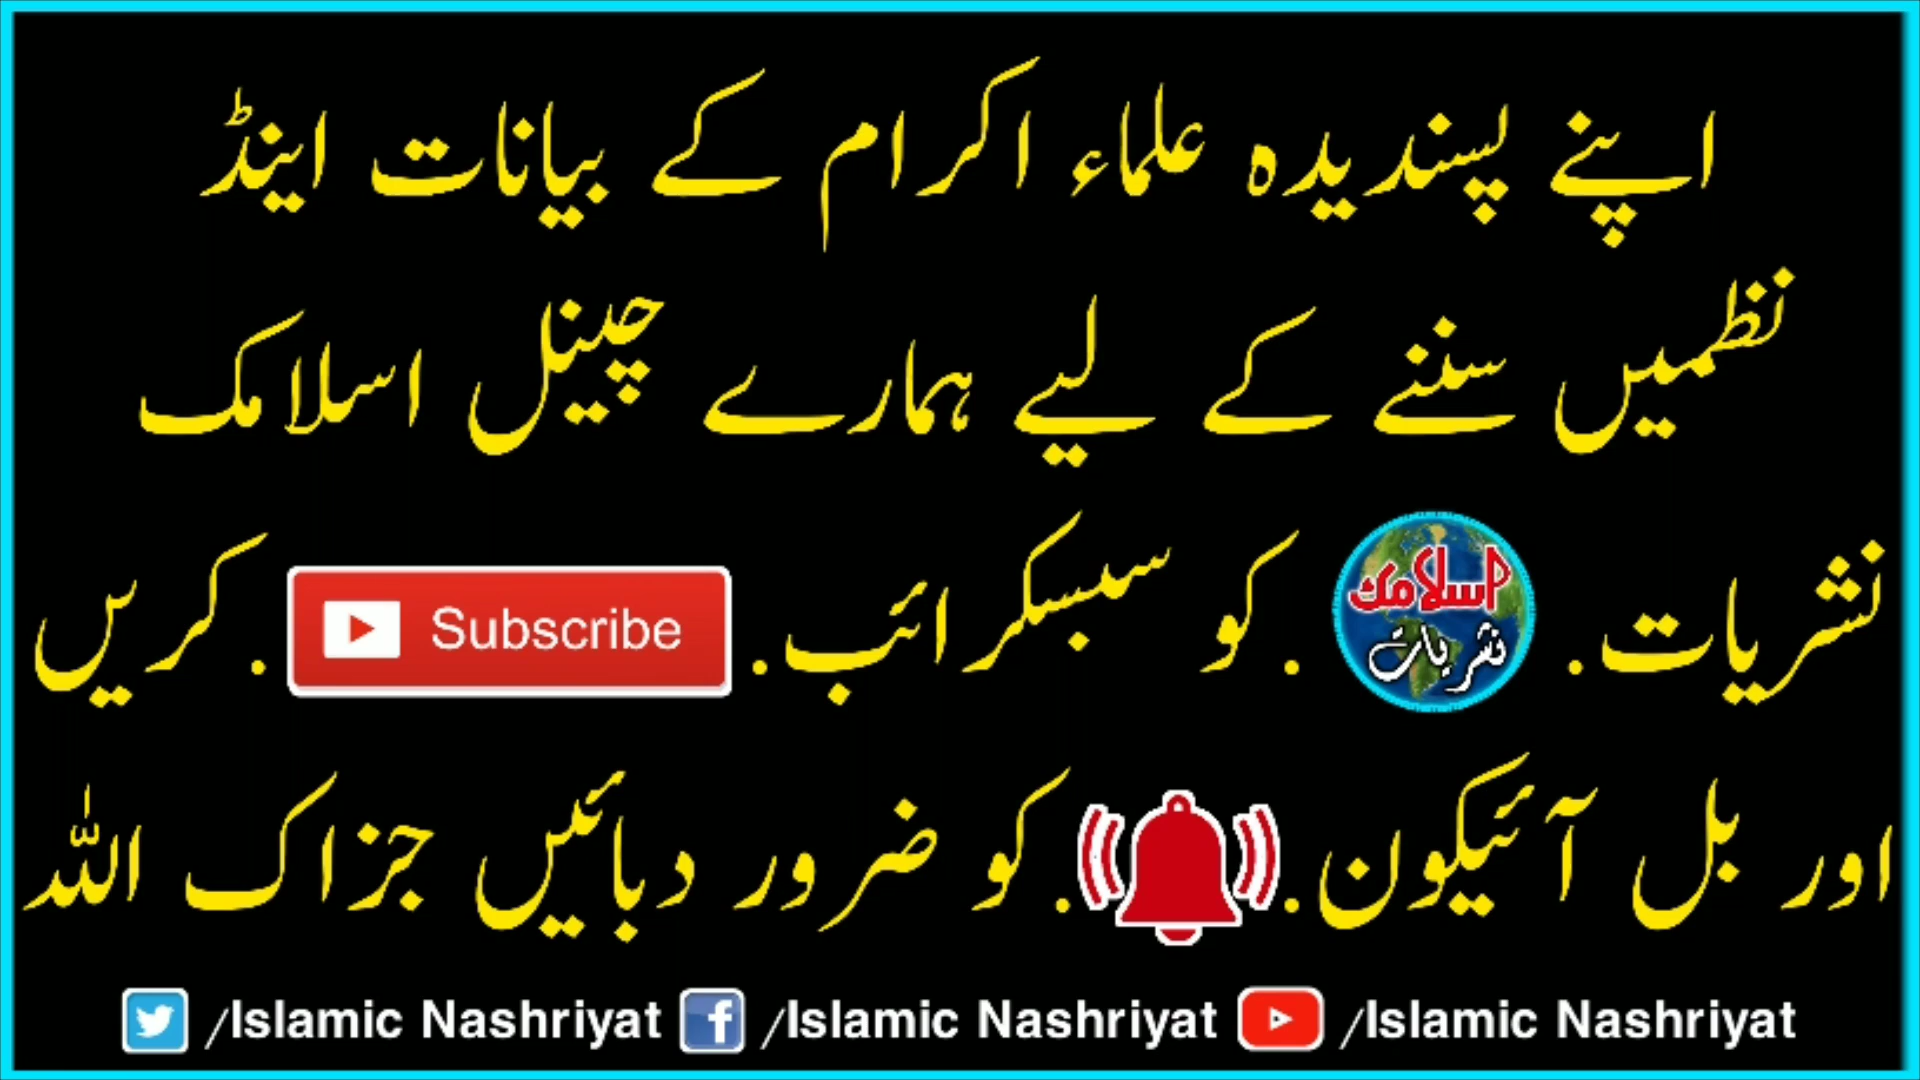 اپنے پسندیدہ علماء اکرام کے بیانات اینڈ
نظمیں سننے کے لیے ہمارے چینل اسلامک
نشریات. اسلامک نشریات .کو سبسکرائب. Subscribe .کریں
اور بل آئیکون. .کو ضرور دبائیں جزاک اللہ
/Islamic Nashriyat /Islamic Nashriyat /Islamic Nashriyat